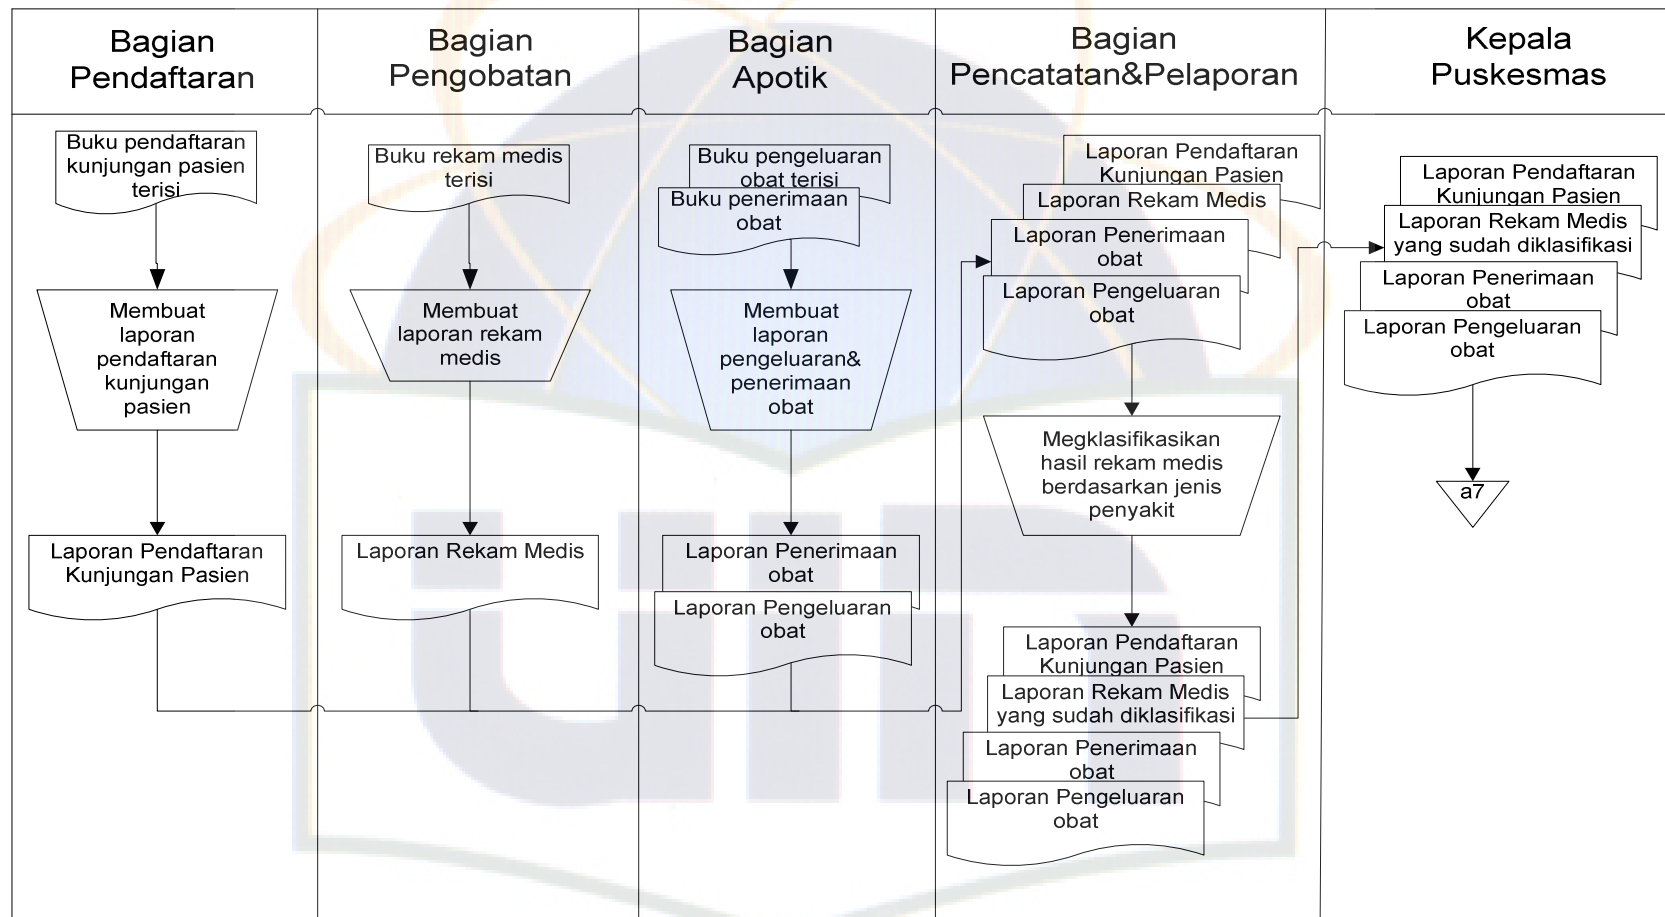 Bagian
Pendaftaran
Bagian
Pengobatan
Bagian
Apotik
Bagian
Pencatatan&Pelaporan
Kepala
Puskesmas
Buku pendaftaran
kunjungan pasien
terisi
Membuat
laporan
pendaftaran
kunjungan
pasien
Laporan Pendaftaran
Kunjungan Pasien
Buku rekam medis
terisi
Membuat
laporan rekam
medis
Laporan Rekam Medis
Buku pengeluaran
obat terisi
Buku penerimaan
obat
Membuat
laporan
pengeluaran&
penerimaan
obat
Laporan Penerimaan
obat
Laporan Pengeluaran
obat
Laporan Pendaftaran
Kunjungan Pasien
Laporan Rekam Medis
Laporan Penerimaan
obat
Laporan Pengeluaran
obat
Megklasifikasikan
hasil rekam medis
berdasarkan jenis
penyakit
Laporan Pendaftaran
Kunjungan Pasien
Laporan Rekam Medis
yang sudah diklasifikasi
Laporan Penerimaan
obat
Laporan Pengeluaran
obat
Laporan Pendaftaran
Kunjungan Pasien
Laporan Rekam Medis
yang sudah diklasifikasi
Laporan Penerimaan
obat
Laporan Pengeluaran
obat
a7
uin